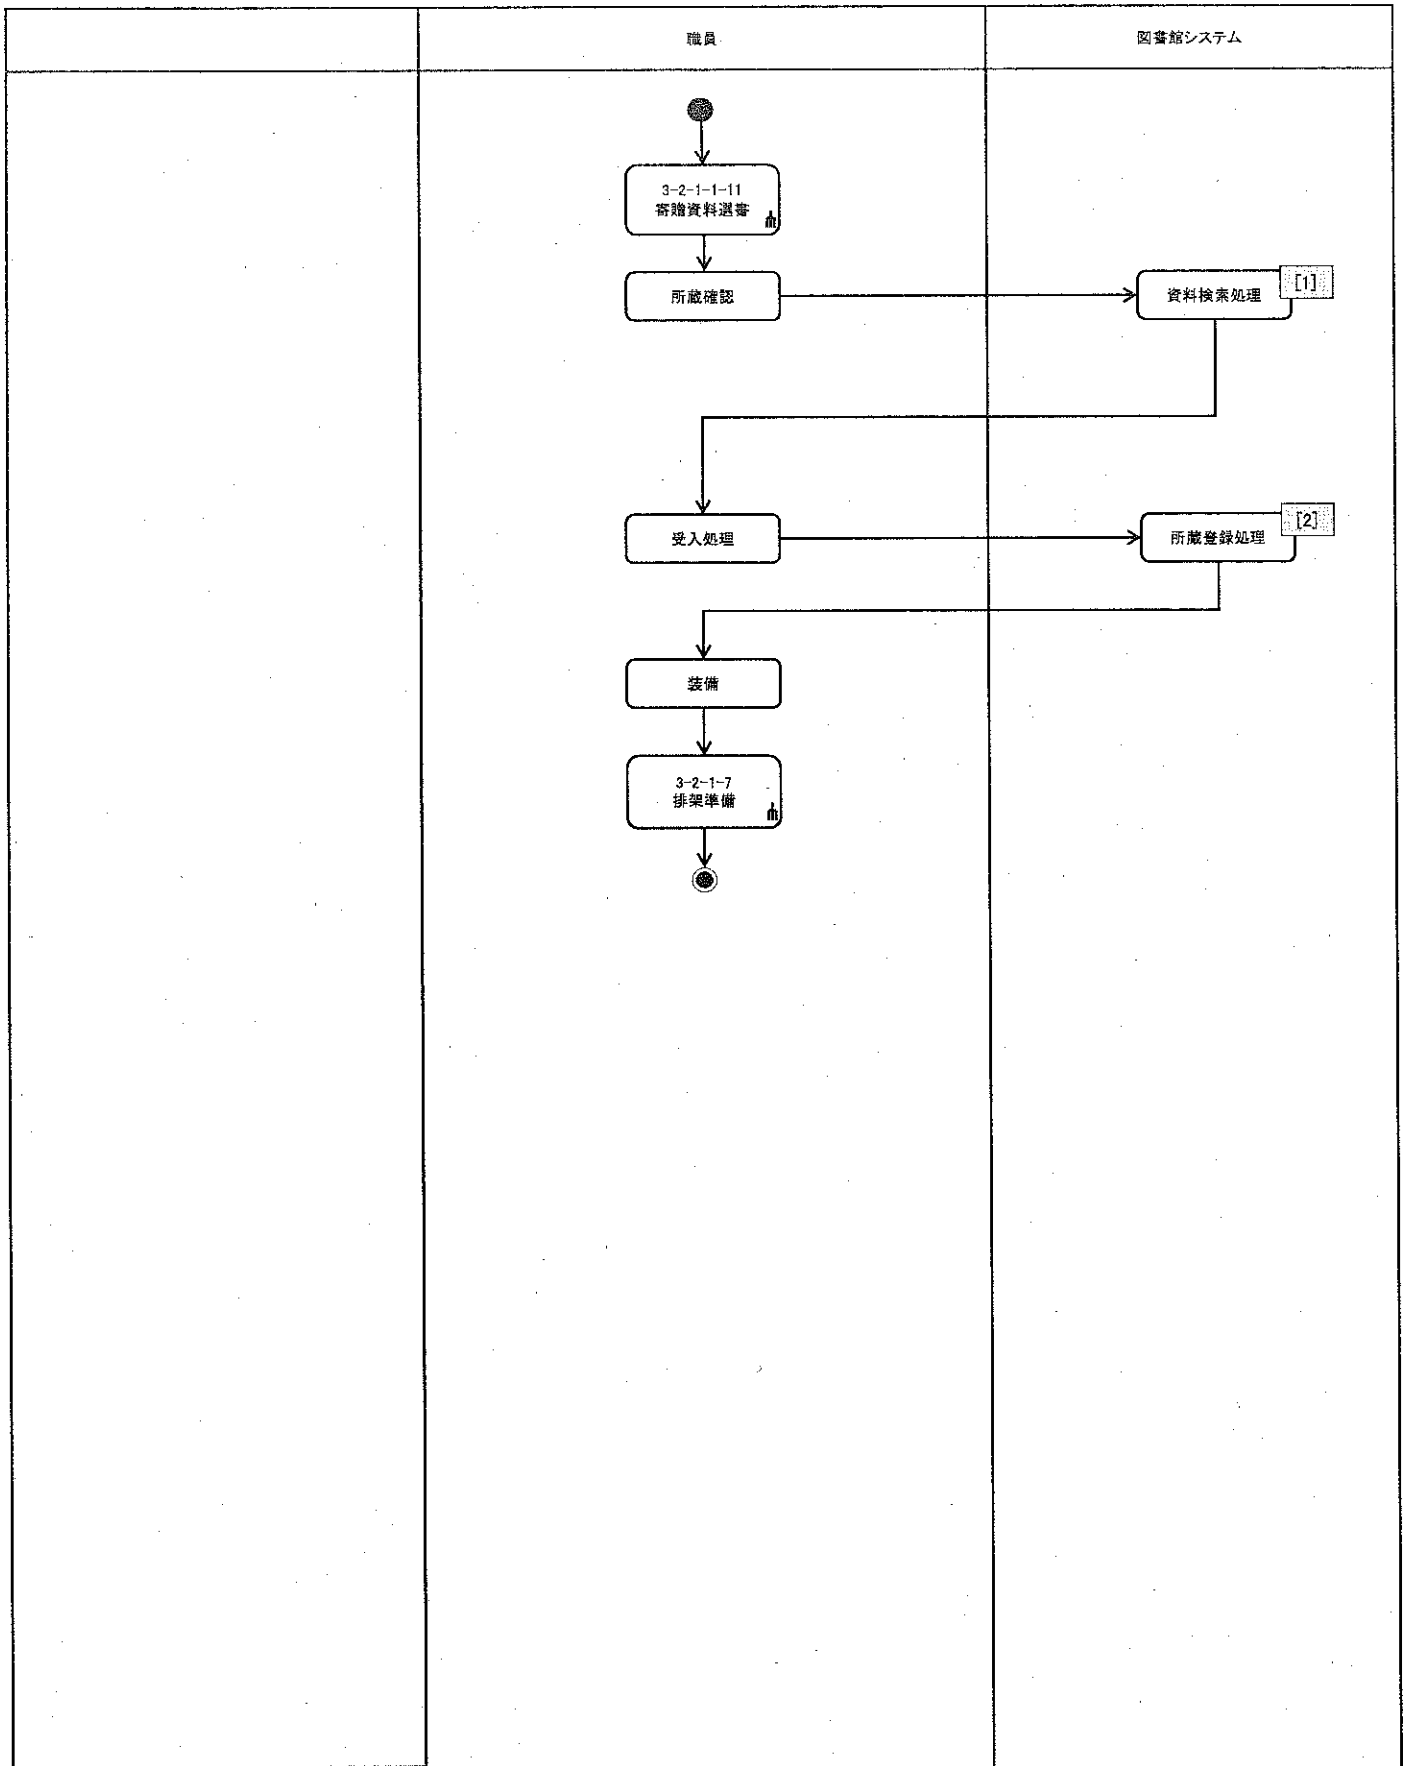 職員
図書館システム
3-2-1-1-11
寄贈資料選書
所蔵確認
資料検索処理
[1]
受入処理
所蔵登録処理
[2]
装備
3-2-1-7
排架準備